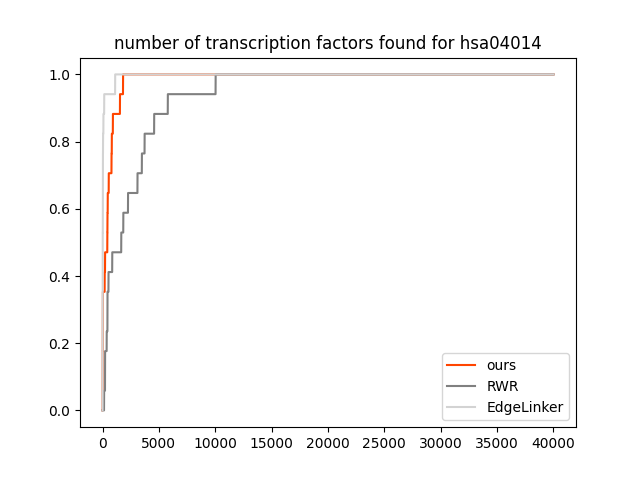 number of transcription factors found for hsa04014
1.0
0.8
0.6
0.4
0.2
0.0
ours
RWR
EdgeLinker
0 5000 10000 15000 20000 25000 30000 35000 40000